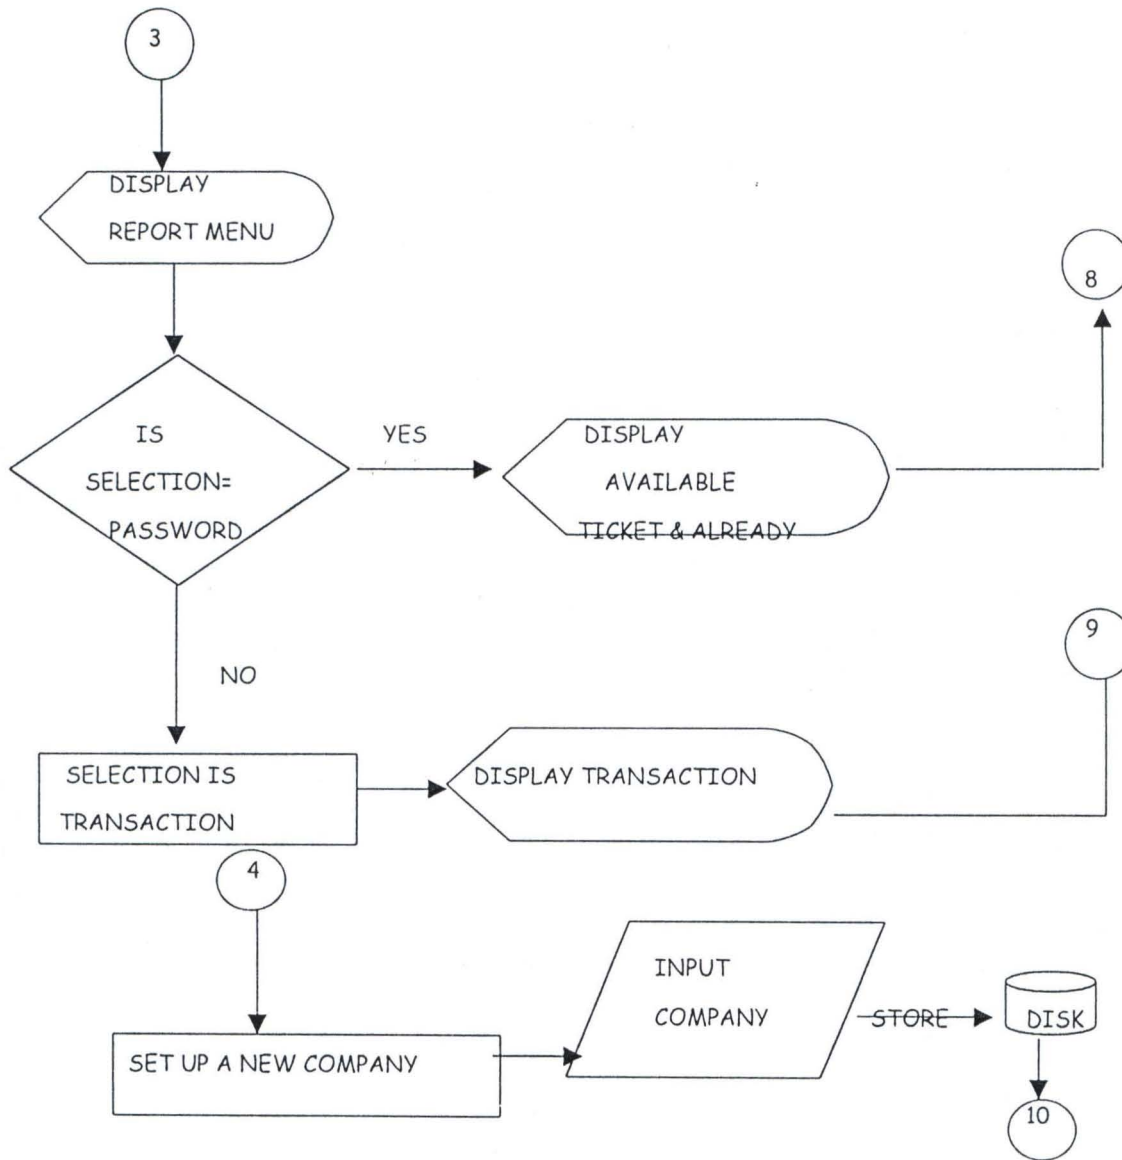 3
DISPLAY
REPORT MENU
8
IS
SELECTION=
PASSWORD
YES
DISPLAY
AVAILABLE
TICKET & ALREADY
NO
9
SELECTION IS
TRANSACTION
DISPLAY TRANSACTION
4
SET UP A NEW COMPANY
INPUT
COMPANY
STORE
DISK
10